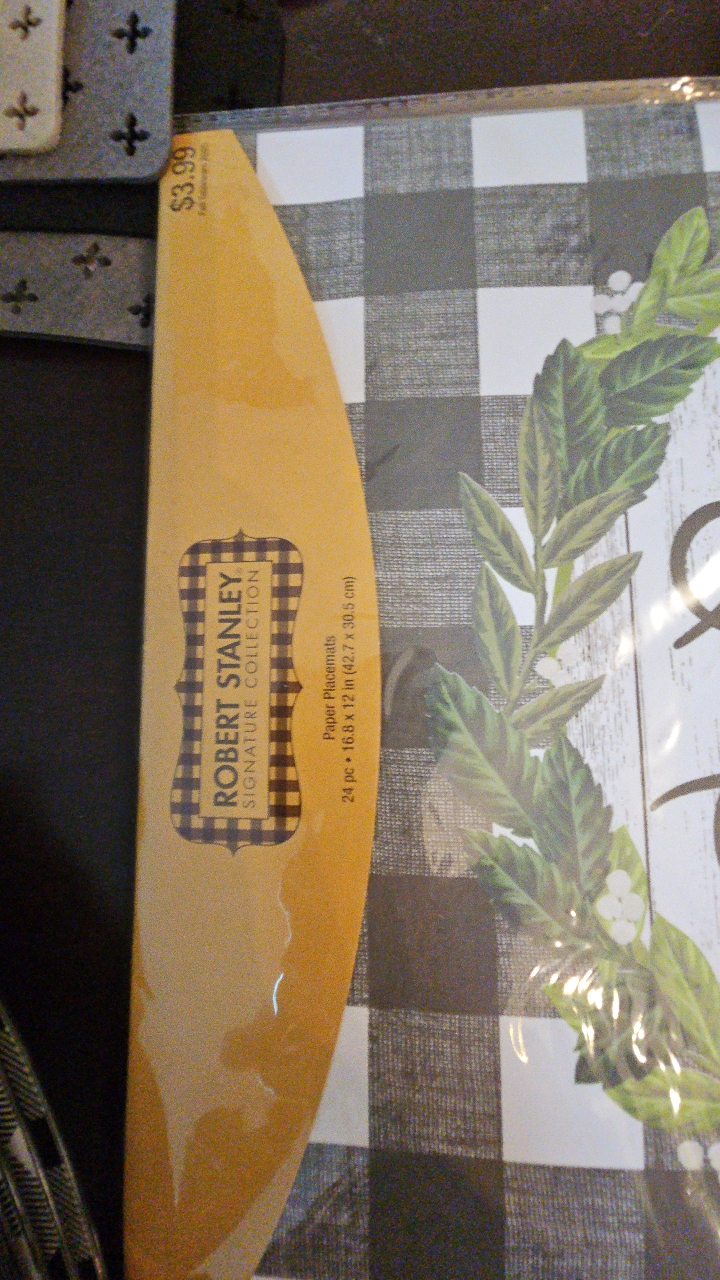 $3.99
ROBERT STANLEY®
SIGNATURE COLLECTION
Paper Placemats
24 pc • 16.8 x 12 in (42.7 x 30.5 cm)